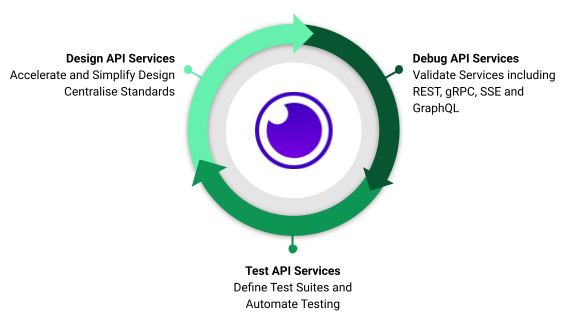 Design API Services
Accelerate and Simplify Design
Centralise Standards
Debug API Services
Validate Services including
REST, gRPC, SSE and
GraphQL
Test API Services
Define Test Suites and
Automate Testing